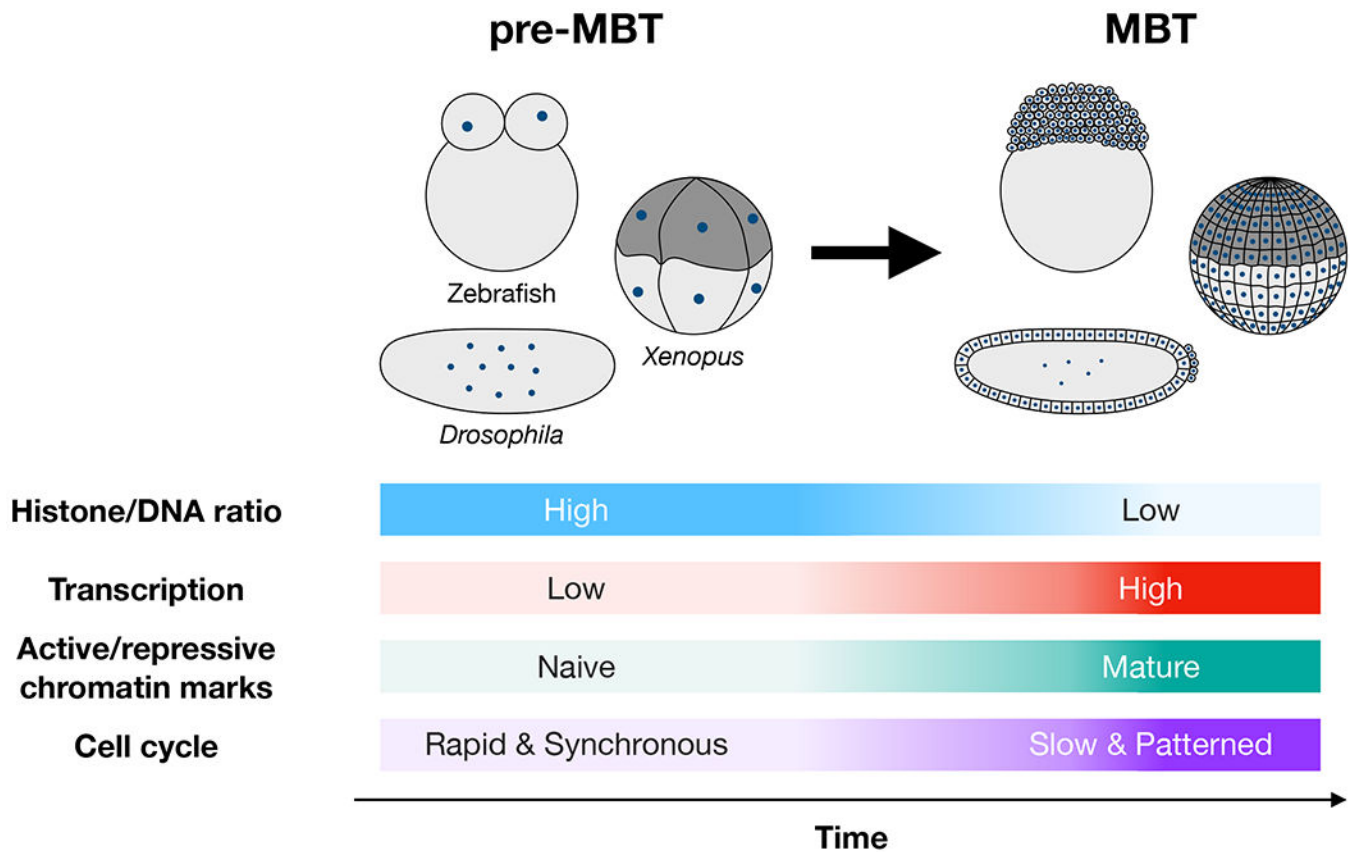 pre-MBT
MBT
Zebrafish
Xenopus
Drosophila
Histone/DNA ratio
High
Low
Transcription
Low
High
Active/repressive
chromatin marks
Naive
Mature
Cell cycle
Rapid & Synchronous
Slow & Patterned
Time